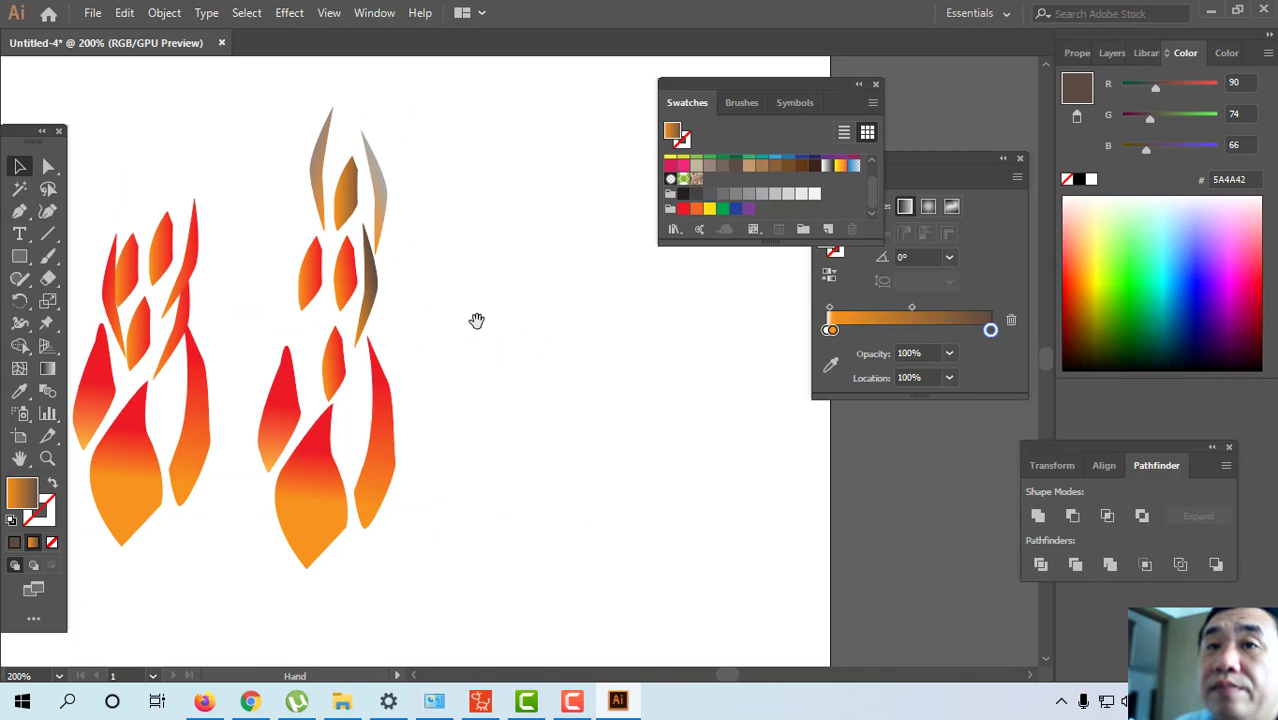 Ai File Edit Object Type Select Effect View Window Help Essentials Search Adobe Stock
Untitled-4* @ 200% (RGB/GPU Preview)
Swatches Brushes Symbols
0°
Opacity: 100%
Location: 100%
Prope Layers Librar Color Color
R 90
G 74
B 66
# 5A4A42
Transform Align Pathfinder
Shape Modes:
Expand
Pathfinders:
200% 1 Hand
Ai